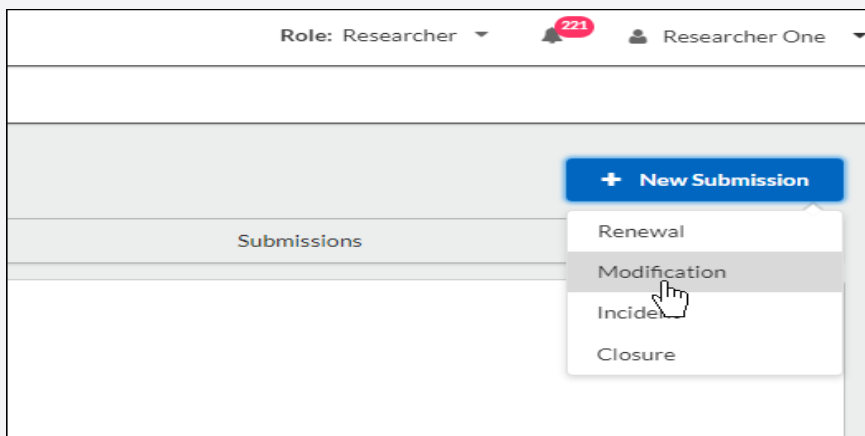 Role: Researcher 221 Researcher One
+ New Submission
Submissions
Renewal
Modification
Closure